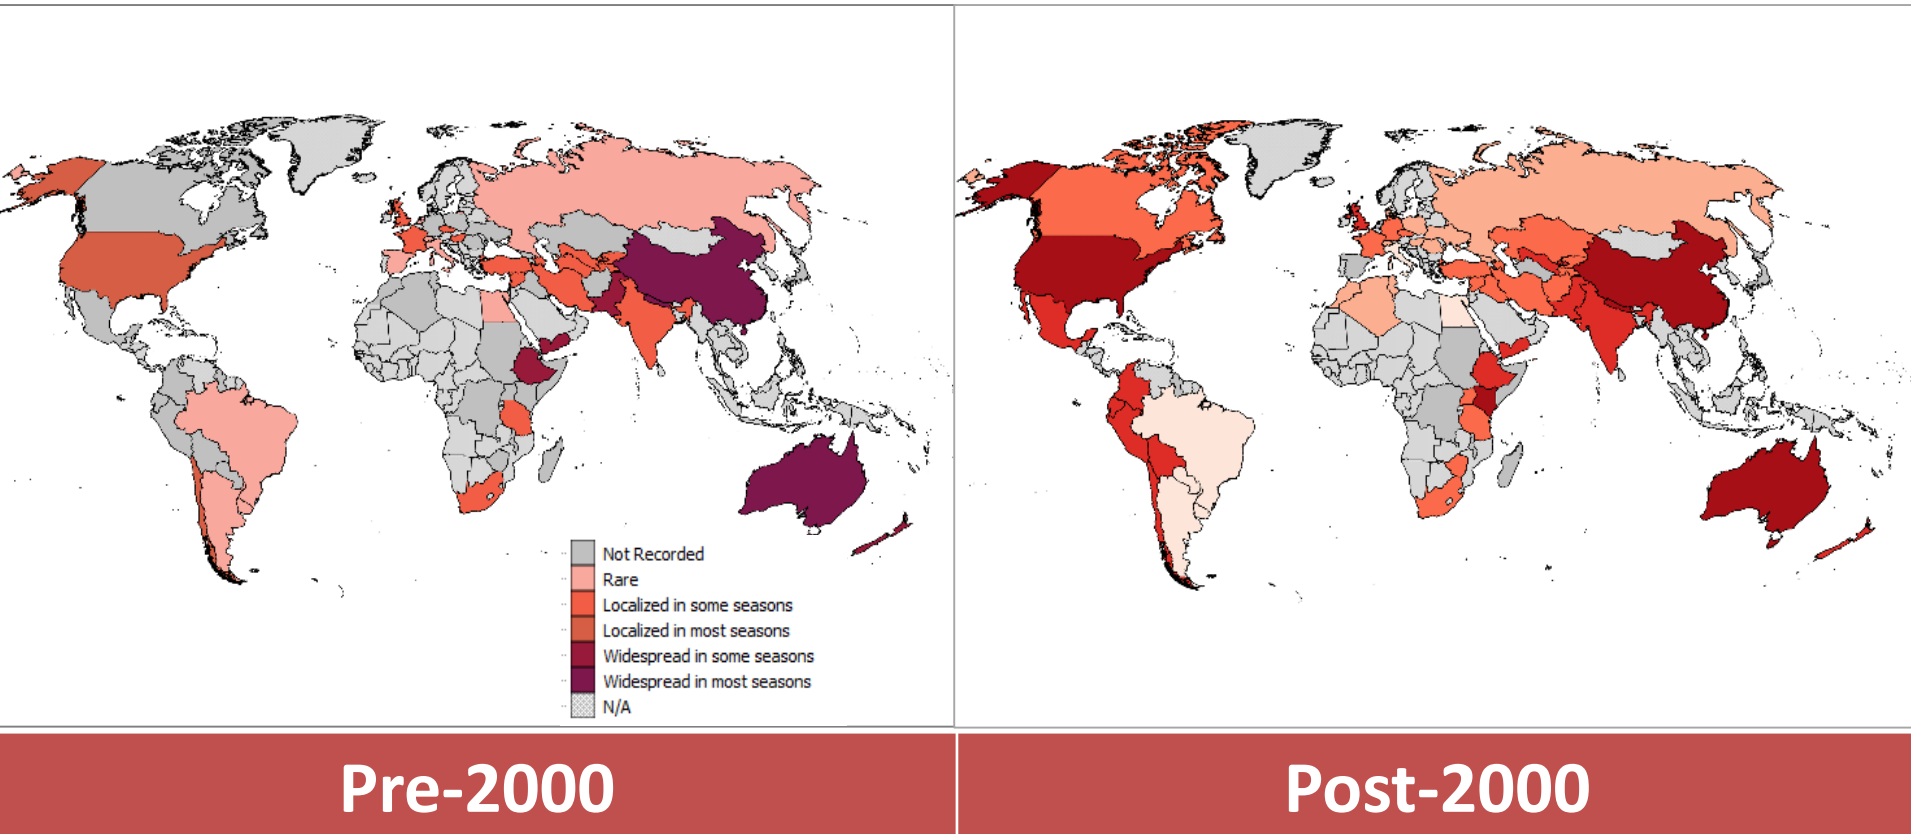 Not Recorded
Rare
Localized in some seasons
Localized in most seasons
Widespread in some seasons
Widespread in most seasons
N/A
Pre-2000
Post-2000